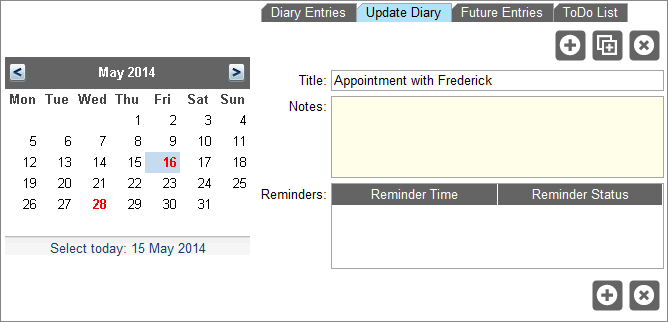 Diary Entries Update Diary Future Entries ToDo List
May 2014
Mon Tue Wed Thu Fri Sat Sun
1 2 3 4
5 6 7 8 9 10 11
12 13 14 15 16 17 18
19 20 21 22 23 24 25
26 27 28 29 30 31
Select today: 15 May 2014
Title: Appointment with Frederick
Notes:
Reminders: Reminder Time Reminder Status